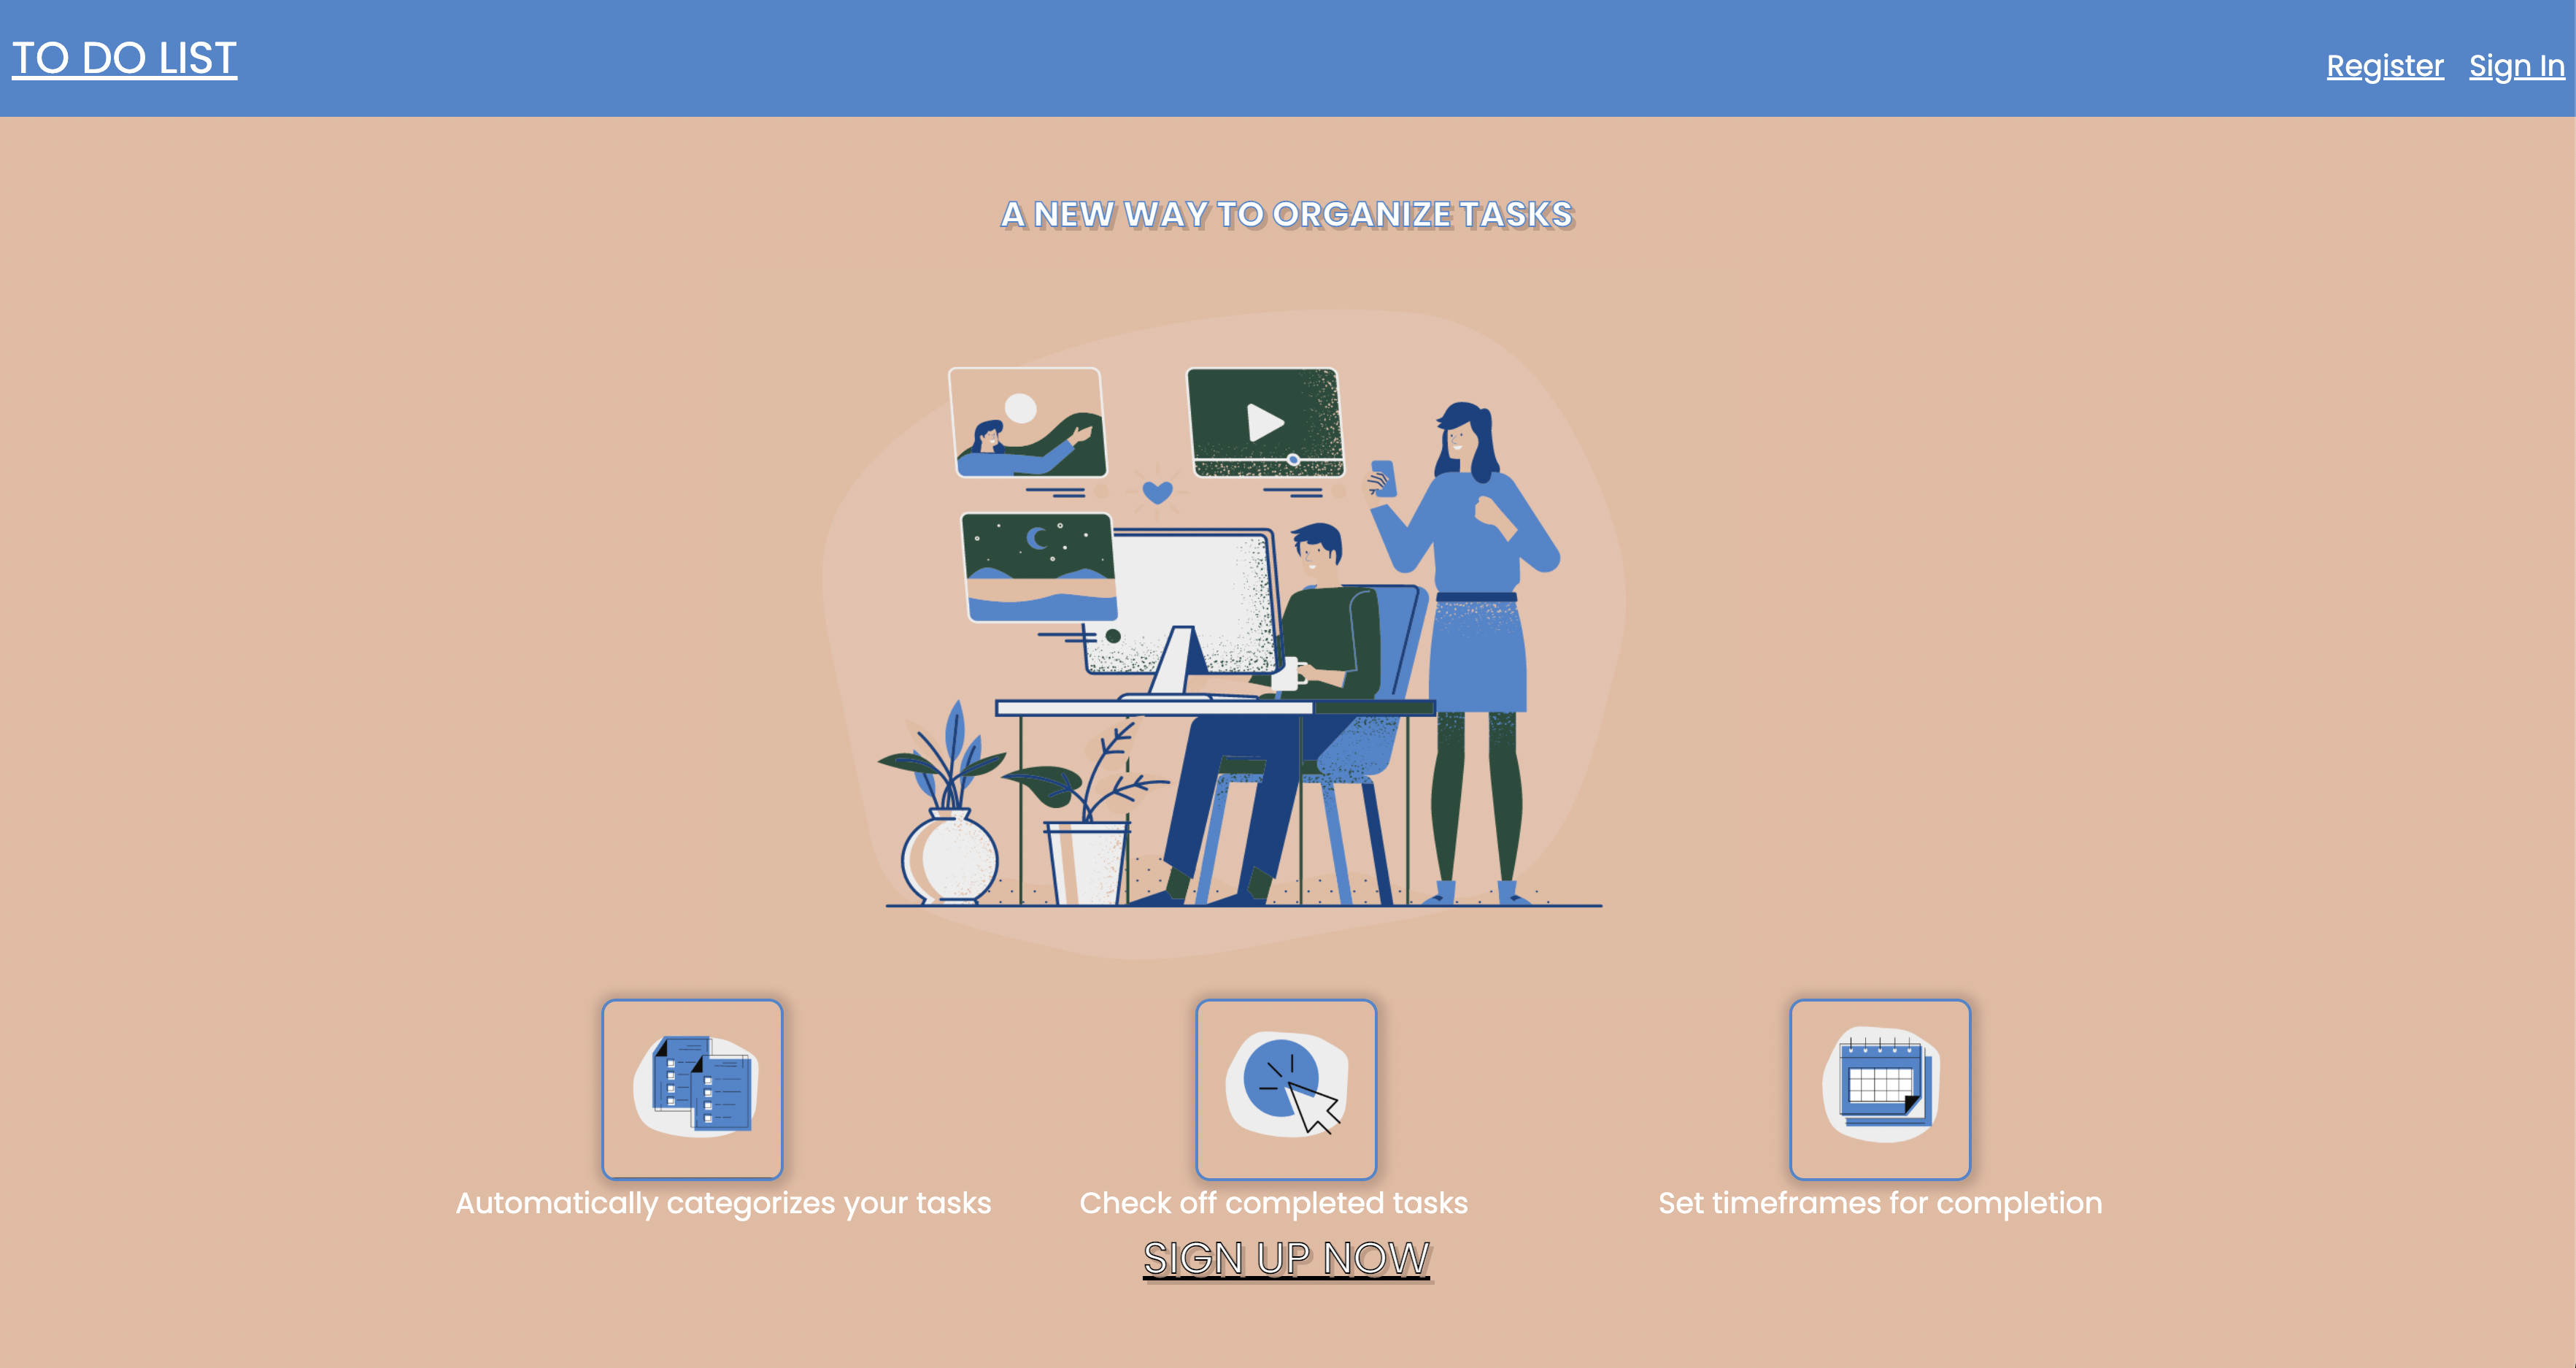 TO DO LIST
Register Sign In
A NEW WAY TO ORGANIZE TASKS
Automatically categorizes your tasks
Check off completed tasks
Set timeframes for completion
SIGN UP NOW